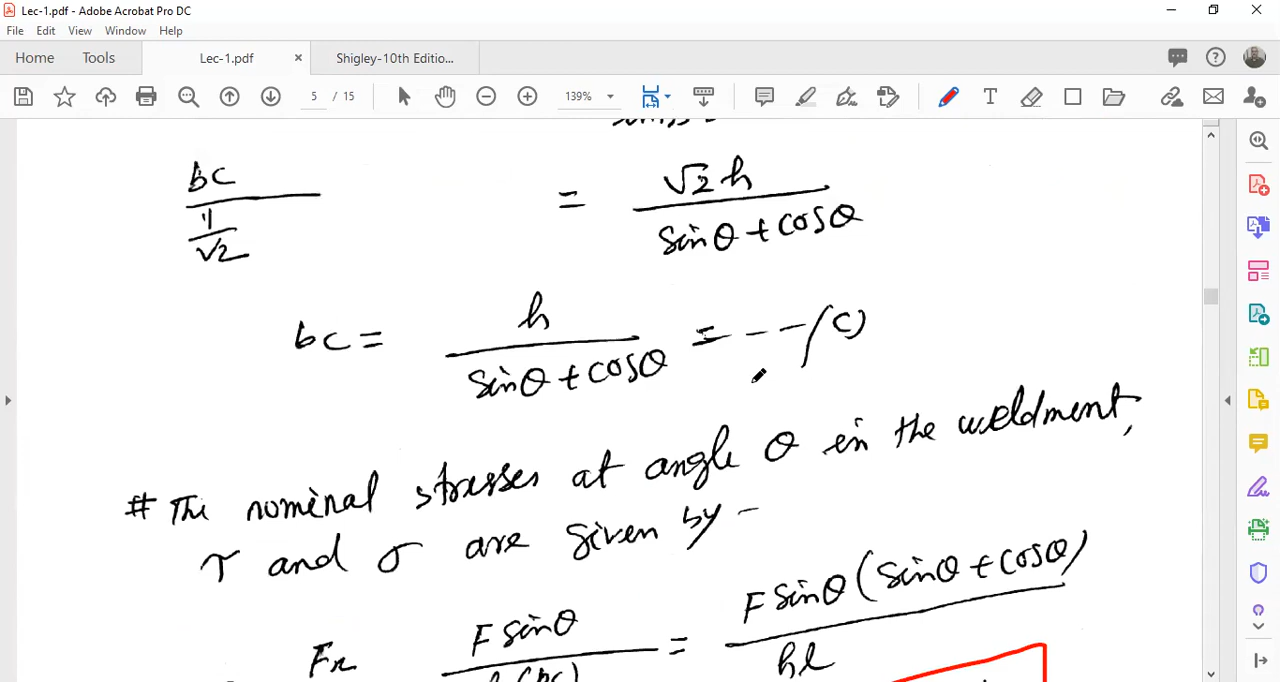 Lec-1.pdf - Adobe Acrobat Pro DC
File Edit View Window Help
Home Tools Lec-1.pdf × Shigley-10th Editio...
5 / 15 139%
bc / (1/√2) = √2 h / (sinθ + cosθ)
bc = h / (sinθ + cosθ) = - - - /(C)
# The nominal stresses at angle θ in the weldment,
τ and σ are given by -
F sinθ = F sinθ (sinθ + cosθ) / hl
Fx